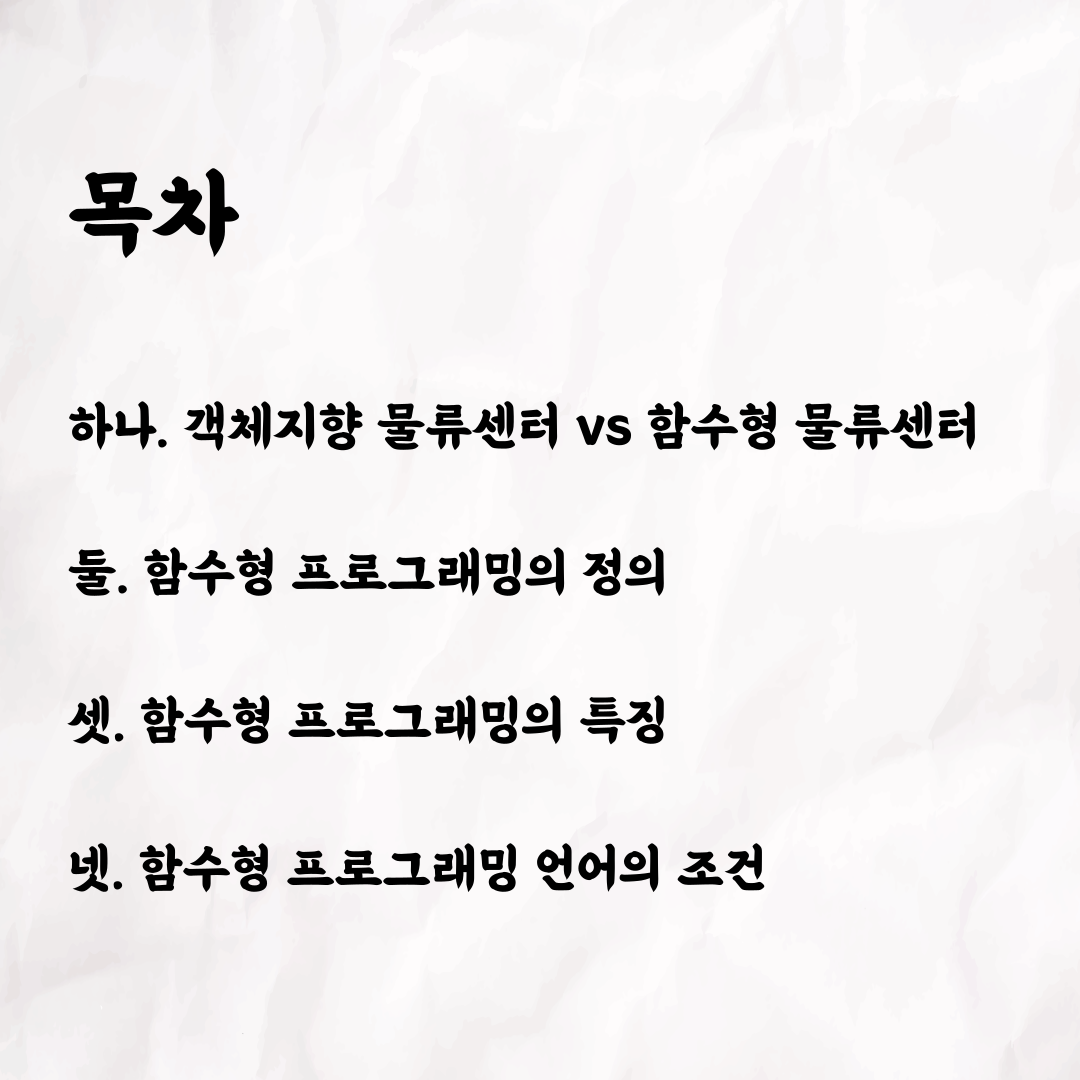 목차
하나. 객체지향 물류센터 vs 함수형 물류센터
둘. 함수형 프로그래밍의 정의
셋. 함수형 프로그래밍의 특징
넷. 함수형 프로그래밍 언어의 조건